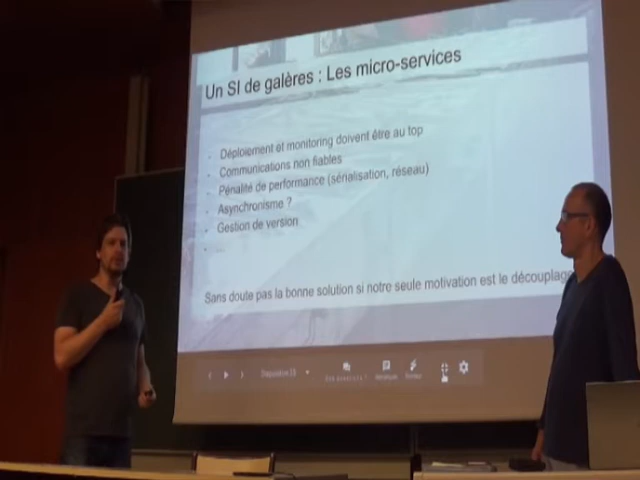 Un SI de galères : Les micro-services
- Déploiement et monitoring doivent être au top
- Communications non fiables
- Pénalité de performance (sérialisation, réseau)
- Asynchronisme ?
- Gestion de version
- ...
Sans doute pas la bonne solution si notre seule motivation est le découplage